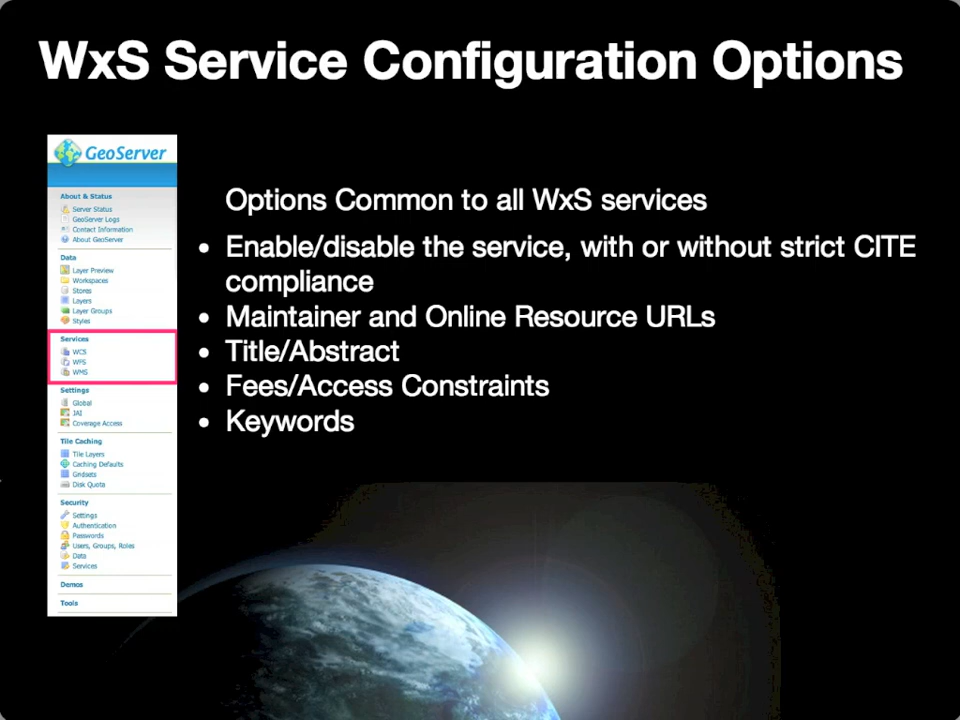 WxS Service Configuration Options
GeoServer
About & Status
Server Status
GeoServer Logs
Contact Information
About GeoServer
Data
Layer Preview
Workspaces
Stores
Layers
Layer Groups
Styles
Services
WCS
WFS
WMS
Settings
Global
JAI
Coverage Access
Tile Caching
Tile Layers
Caching Defaults
Gridsets
Disk Quota
Security
Settings
Authentication
Passwords
Users, Groups, Roles
Data
Services
Demos
Tools
Options Common to all WxS services
• Enable/disable the service, with or without strict CITE
compliance
• Maintainer and Online Resource URLs
• Title/Abstract
• Fees/Access Constraints
• Keywords